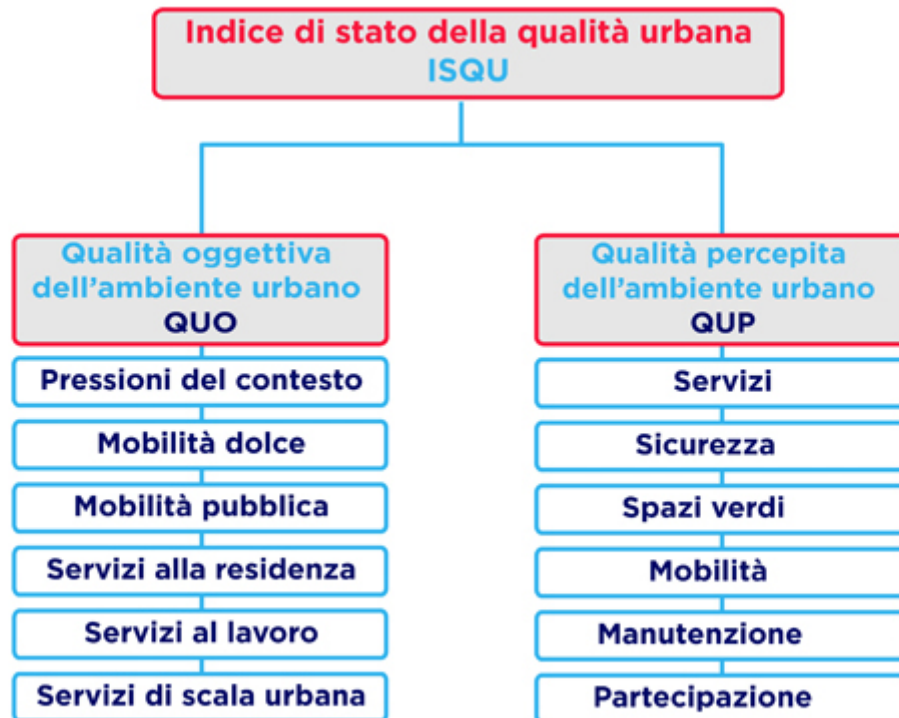 Indice di stato della qualità urbana
ISQU
Qualità oggettiva
dell'ambiente urbano
QUO
Pressioni del contesto
Mobilità dolce
Mobilità pubblica
Servizi alla residenza
Servizi al lavoro
Servizi di scala urbana
Qualità percepita
dell'ambiente urbano
QUP
Servizi
Sicurezza
Spazi verdi
Mobilità
Manutenzione
Partecipazione